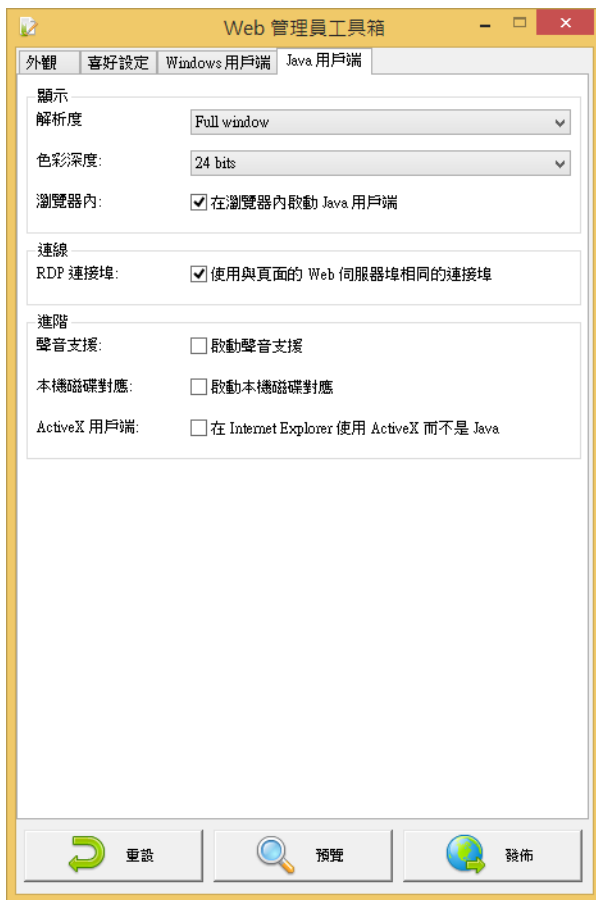 Web 管理員工具箱
外觀 喜好設定 Windows 用戶端 Java 用戶端
顯示
解析度 Full window
色彩深度: 24 bits
瀏覽器內: 在瀏覽器內啟動 Java 用戶端
連線
RDP 連接埠: 使用與頁面的 Web 伺服器埠相同的連接埠
進階
聲音支援: 啟動聲音支援
本機磁碟對應: 啟動本機磁碟對應
ActiveX 用戶端: 在 Internet Explorer 使用 ActiveX 而不是 Java
重設 預覽 發佈